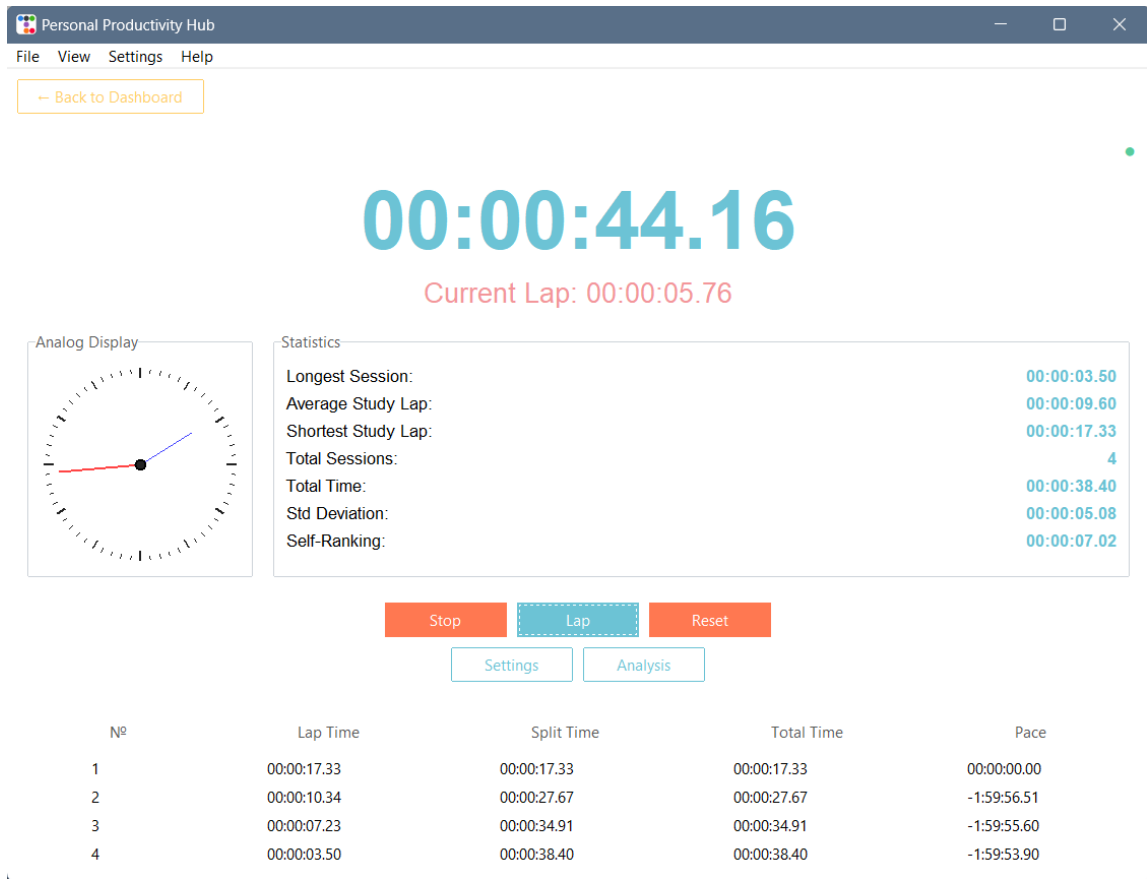 Personal Productivity Hub
File View Settings Help
← Back to Dashboard
00:00:44.16
Current Lap: 00:00:05.76
Analog Display
Statistics
Longest Session: 00:00:03.50
Average Study Lap: 00:00:09.60
Shortest Study Lap: 00:00:17.33
Total Sessions: 4
Total Time: 00:00:38.40
Std Deviation: 00:00:05.08
Self-Ranking: 00:00:07.02
Stop Lap Reset
Settings Analysis
Nº Lap Time Split Time Total Time Pace
1 00:00:17.33 00:00:17.33 00:00:17.33 00:00:00.00
2 00:00:10.34 00:00:27.67 00:00:27.67 -1:59:56.51
3 00:00:07.23 00:00:34.91 00:00:34.91 -1:59:55.60
4 00:00:03.50 00:00:38.40 00:00:38.40 -1:59:53.90